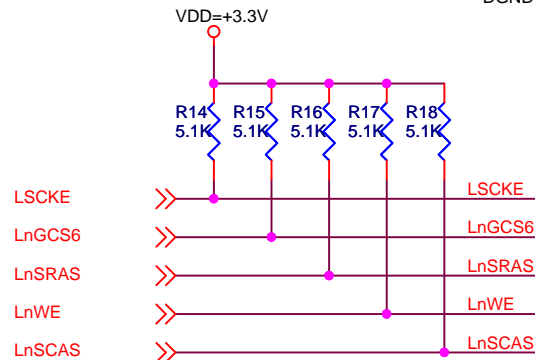 DGND
VDD=+3.3V
R14 R15 R16 R17 R18
5.1K 5.1K 5.1K 5.1K 5.1K
LSCKE LSCKE
LnGCS6 LnGCS6
LnSRAS LnSRAS
LnWE LnWE
LnSCAS LnSCAS